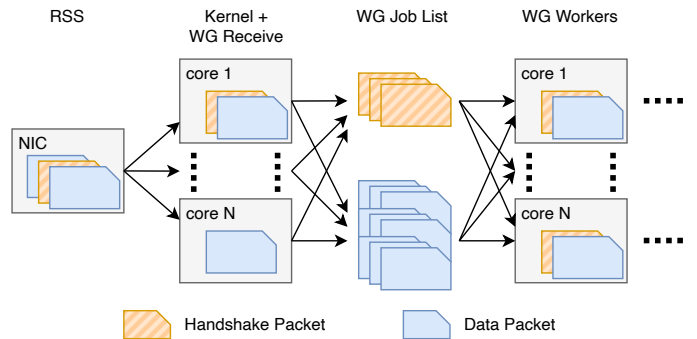 RSS
Kernel +
WG Receive
WG Job List
WG Workers
NIC
core 1
core N
core 1
core N
Handshake Packet
Data Packet